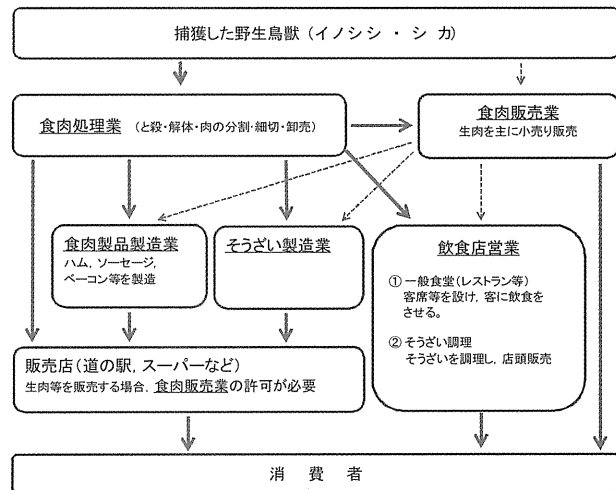 捕獲した野生鳥獣（イノシシ ・ シ カ）
食肉処理業 （と殺・解体・肉の分割・細切・卸売）
食肉販売業
生肉を主に小売り販売
食肉製品製造業
ハム，ソーセージ，
ベーコン等を製造
そうざい製造業
飲食店営業
① 一般食堂（レストラン等）
客席等を設け，客に飲食を
させる。
② そうざい調理
そうざいを調理し，店頭販売
販売店（道の駅，スーパーなど）
生肉等を販売する場合，食肉販売業の許可が必要
消 費 者